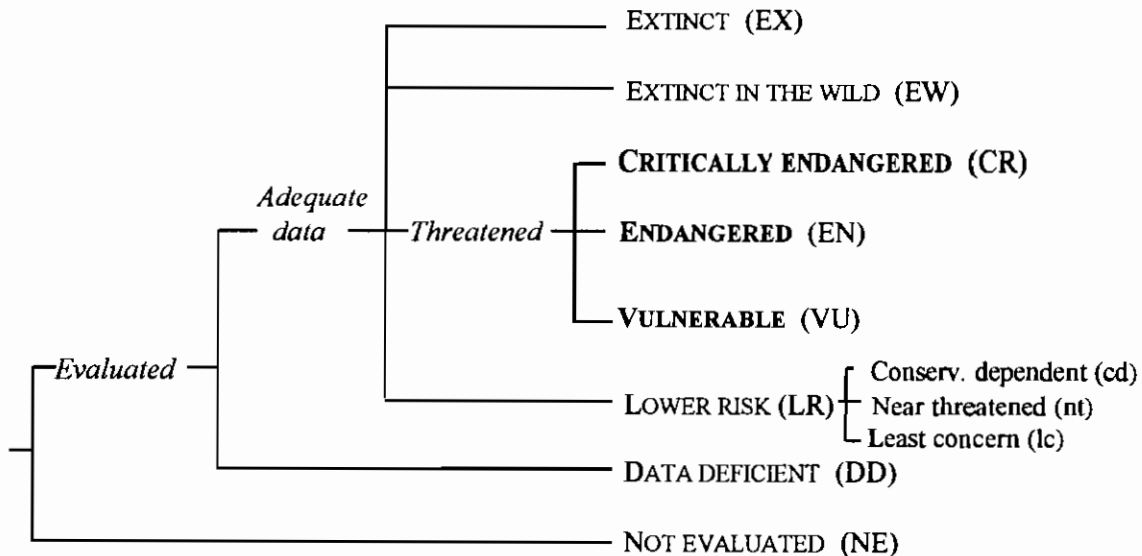 EXTINCT (EX)
EXTINCT IN THE WILD (EW)
CRITICALLY ENDANGERED (CR)
Adequate
data
Threatened
ENDANGERED (EN)
VULNERABLE (VU)
Evaluated
Conserv. dependent (cd)
LOWER RISK (LR)
Near threatened (nt)
Least concern (lc)
DATA DEFICIENT (DD)
NOT EVALUATED (NE)